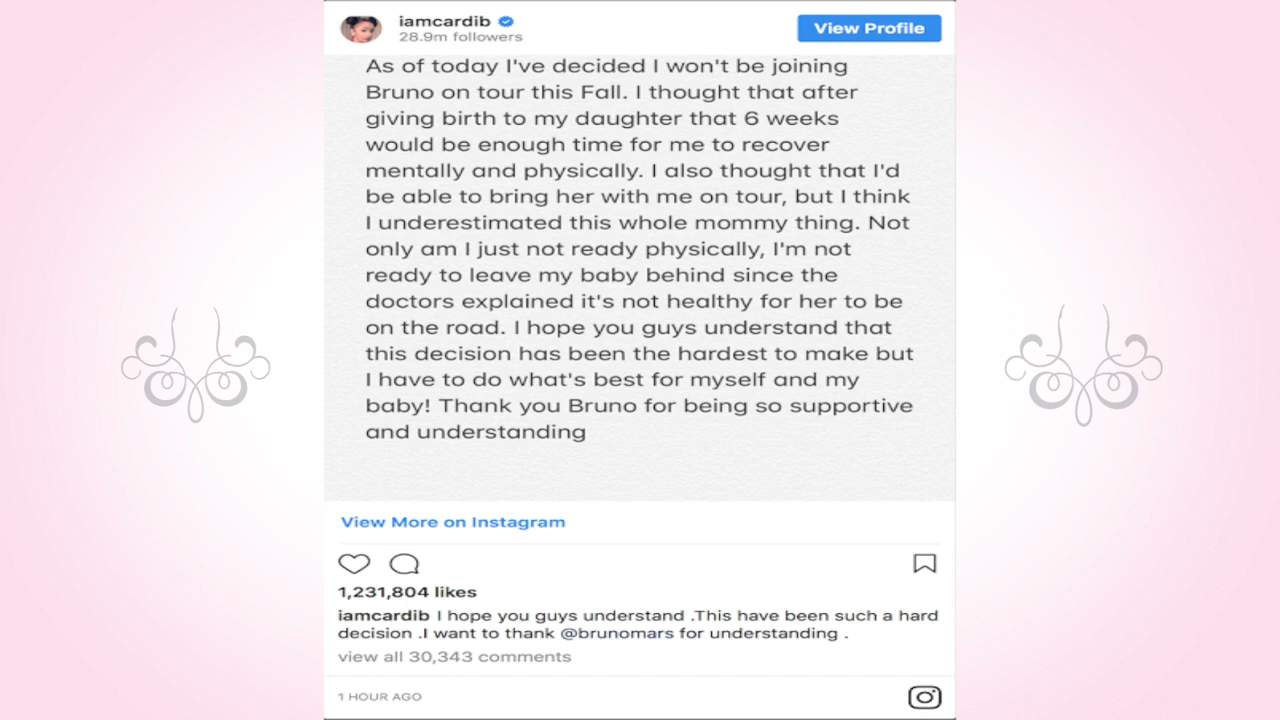 iamcardib
View Profile
28.9m followers
As of today I've decided I won't be joining
Bruno on tour this Fall. I thought that after
giving birth to my daughter that 6 weeks
would be enough time for me to recover
mentally and physically. I also thought that I'd
be able to bring her with me on tour, but I think
I underestimated this whole mommy thing. Not
only am I just not ready physically, I'm not
ready to leave my baby behind since the
doctors explained it's not healthy for her to be
on the road. I hope you guys understand that
this decision has been the hardest to make but
I have to do what's best for myself and my
baby! Thank you Bruno for being so supportive
and understanding
View More on Instagram
1,231,804 likes
iamcardib I hope you guys understand .This have been such a hard
decision .I want to thank @brunomars for understanding .
view all 30,343 comments
1 HOUR AGO